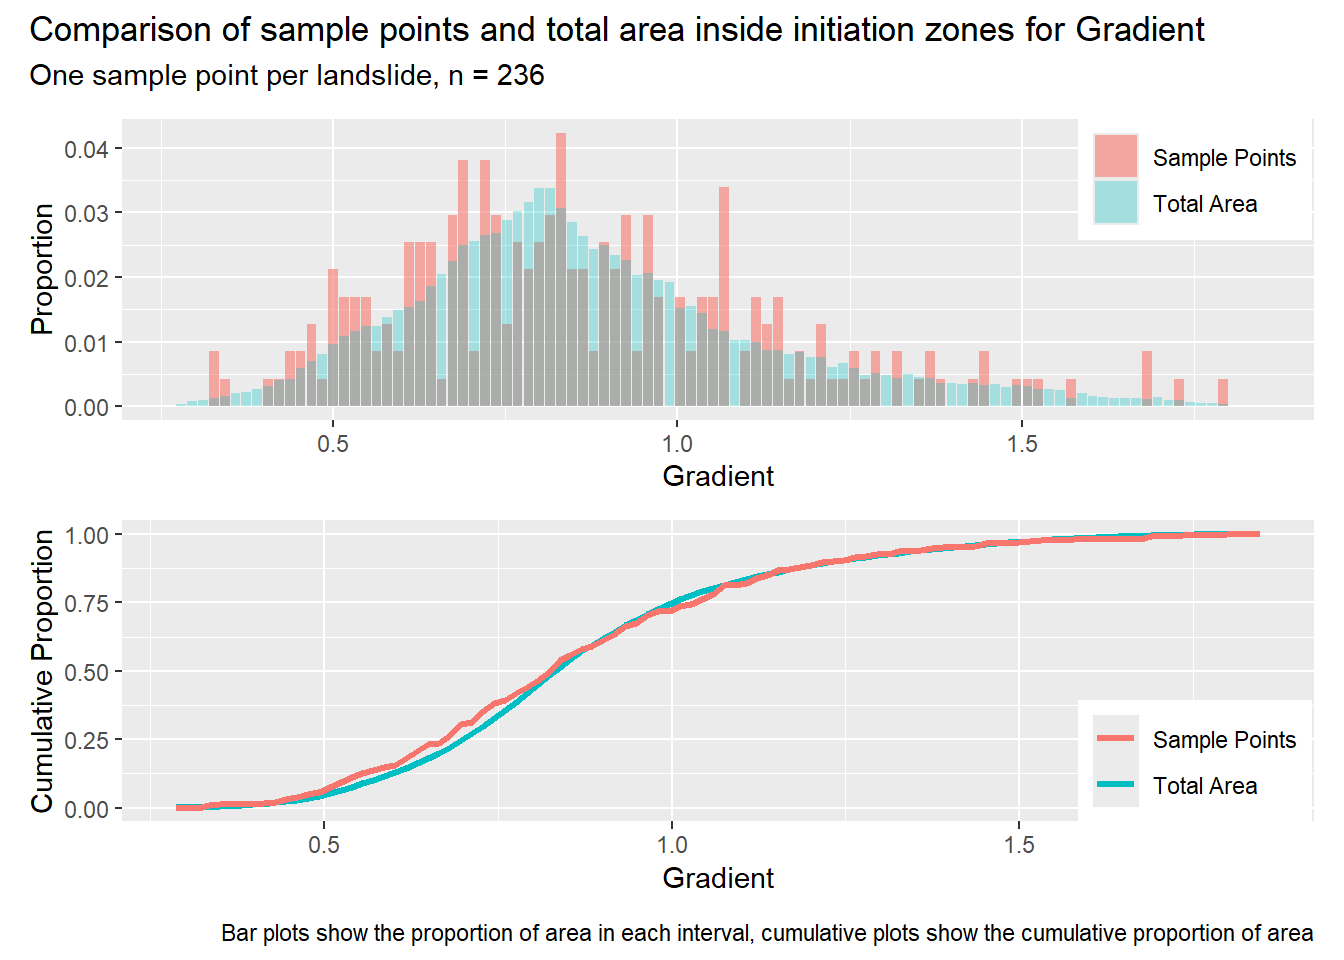 Comparison of sample points and total area inside initiation zones for Gradient
One sample point per landslide, n = 236
Proportion
0.04
0.03
0.02
0.01
0.00
Sample Points
Total Area
0.5
1.0
1.5
Gradient
Cumulative Proportion
1.00
0.75
0.50
0.25
0.00
Sample Points
Total Area
0.5
1.0
1.5
Gradient
Bar plots show the proportion of area in each interval, cumulative plots show the cumulative proportion of area